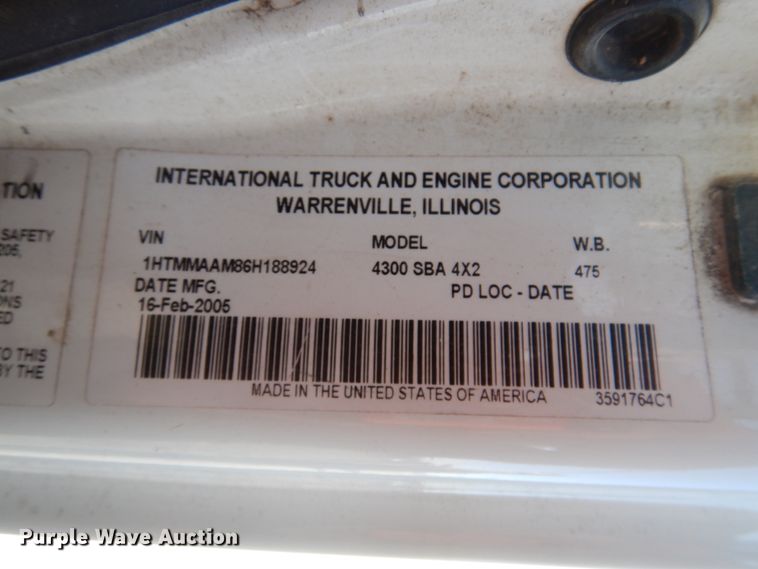 TION
SAFETY
205,
21
ONS
ED
TO THIS
BY THE
INTERNATIONAL TRUCK AND ENGINE CORPORATION
WARRENVILLE, ILLINOIS
VIN MODEL W.B.
1HTMMAAM86H188924 4300 SBA 4X2 475
DATE MFG. PD LOC - DATE
16-Feb-2005
MADE IN THE UNITED STATES OF AMERICA 3591764C1
Purple Wave Auction